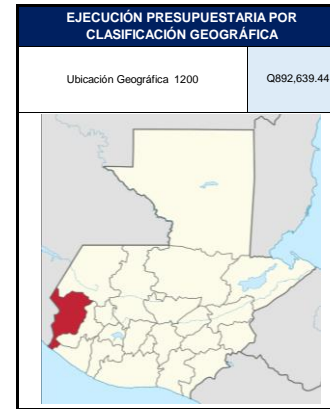 EJECUCIÓN PRESUPUESTARIA POR
CLASIFICACIÓN GEOGRÁFICA
Ubicación Geográfica 1200
Q892,639.44